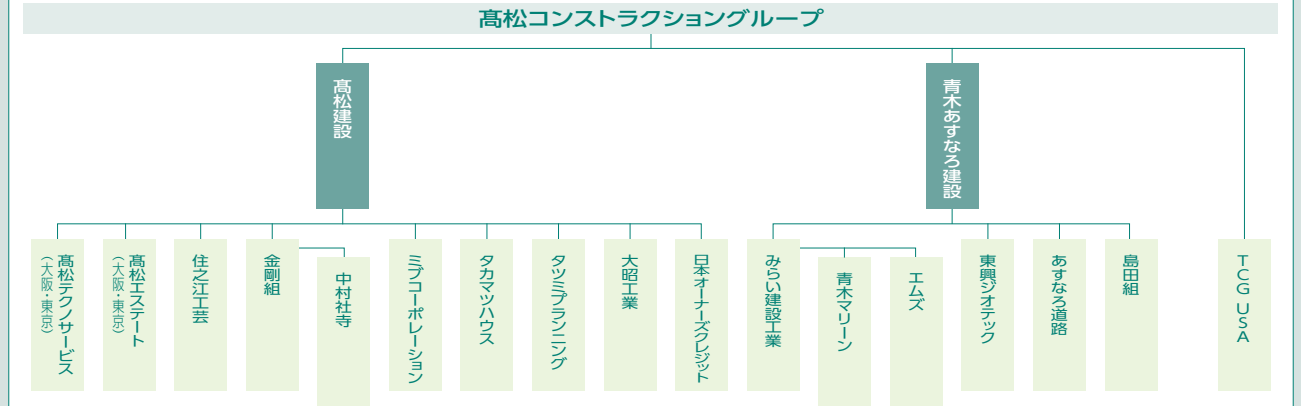 髙松コンストラクショングループ
髙松建設
青木あすなろ建設
髙松テクノサービス
（大阪・東京）
髙松エステート
（大阪・東京）
住之江工芸
金剛組
中村社寺
ミブコーポレーション
タカマツハウス
タツミプランニング
大昭工業
日本オーナーズクレジット
みらい建設工業
青木マリーン
エムズ
東興ジオテック
あすなろ道路
島田組
TCG USA